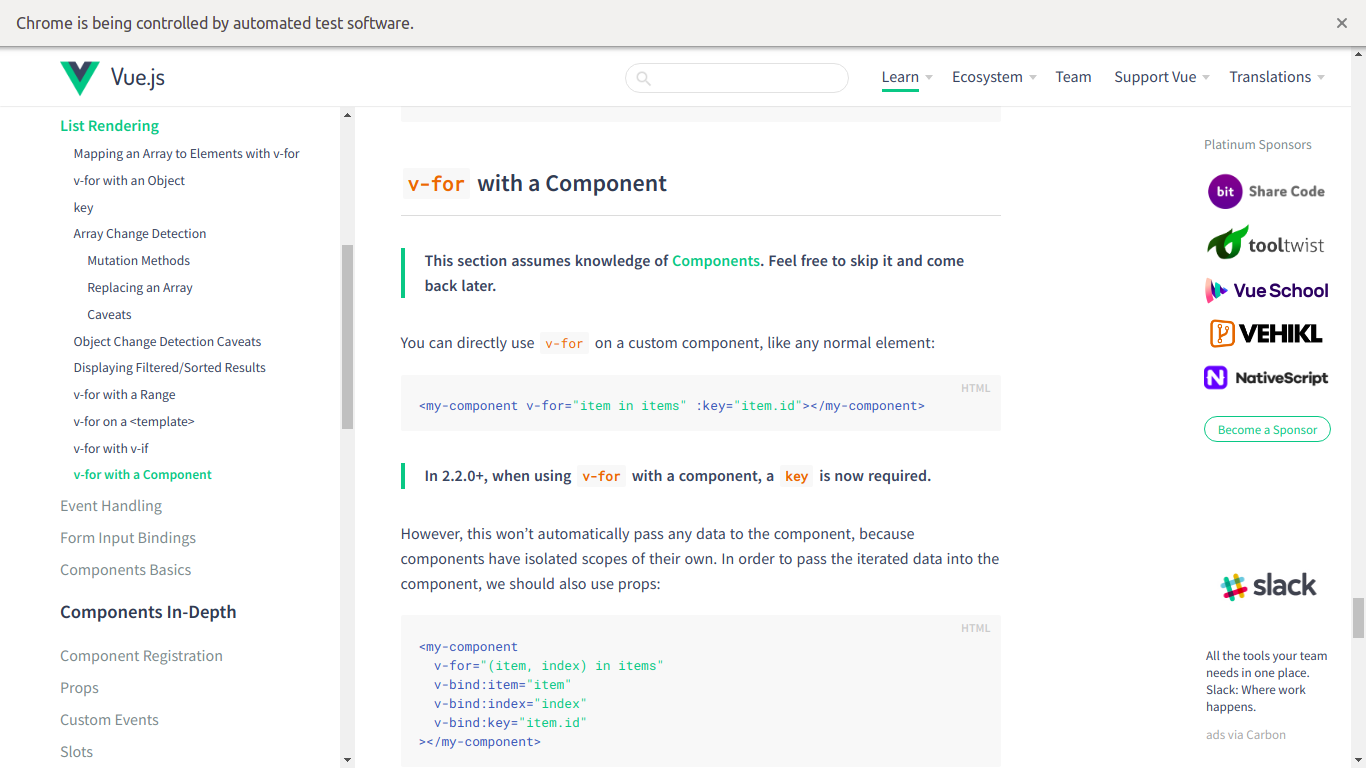 Chrome is being controlled by automated test software.
Vue.js
Learn
Ecosystem
Team
Support Vue
Translations
List Rendering
Mapping an Array to Elements with v-for
v-for with an Object
key
Array Change Detection
Mutation Methods
Replacing an Array
Caveats
Object Change Detection Caveats
Displaying Filtered/Sorted Results
v-for with a Range
v-for on a <template>
v-for with v-if
v-for with a Component
Event Handling
Form Input Bindings
Components Basics
Components In-Depth
Component Registration
Props
Custom Events
Slots
v-for with a Component
This section assumes knowledge of Components. Feel free to skip it and come
back later.
You can directly use v-for on a custom component, like any normal element:
HTML
<my-component v-for="item in items" :key="item.id"></my-component>
In 2.2.0+, when using v-for with a component, a key is now required.
However, this won’t automatically pass any data to the component, because
components have isolated scopes of their own. In order to pass the iterated data into the
component, we should also use props:
HTML
<my-component
v-for="(item, index) in items"
v-bind:item="item"
v-bind:index="index"
v-bind:key="item.id"
></my-component>
Platinum Sponsors
bit Share Code
tooltwist
Vue School
VEHIKL
NativeScript
Become a Sponsor
slack
All the tools your team
needs in one place.
Slack: Where work
happens.
ads via Carbon